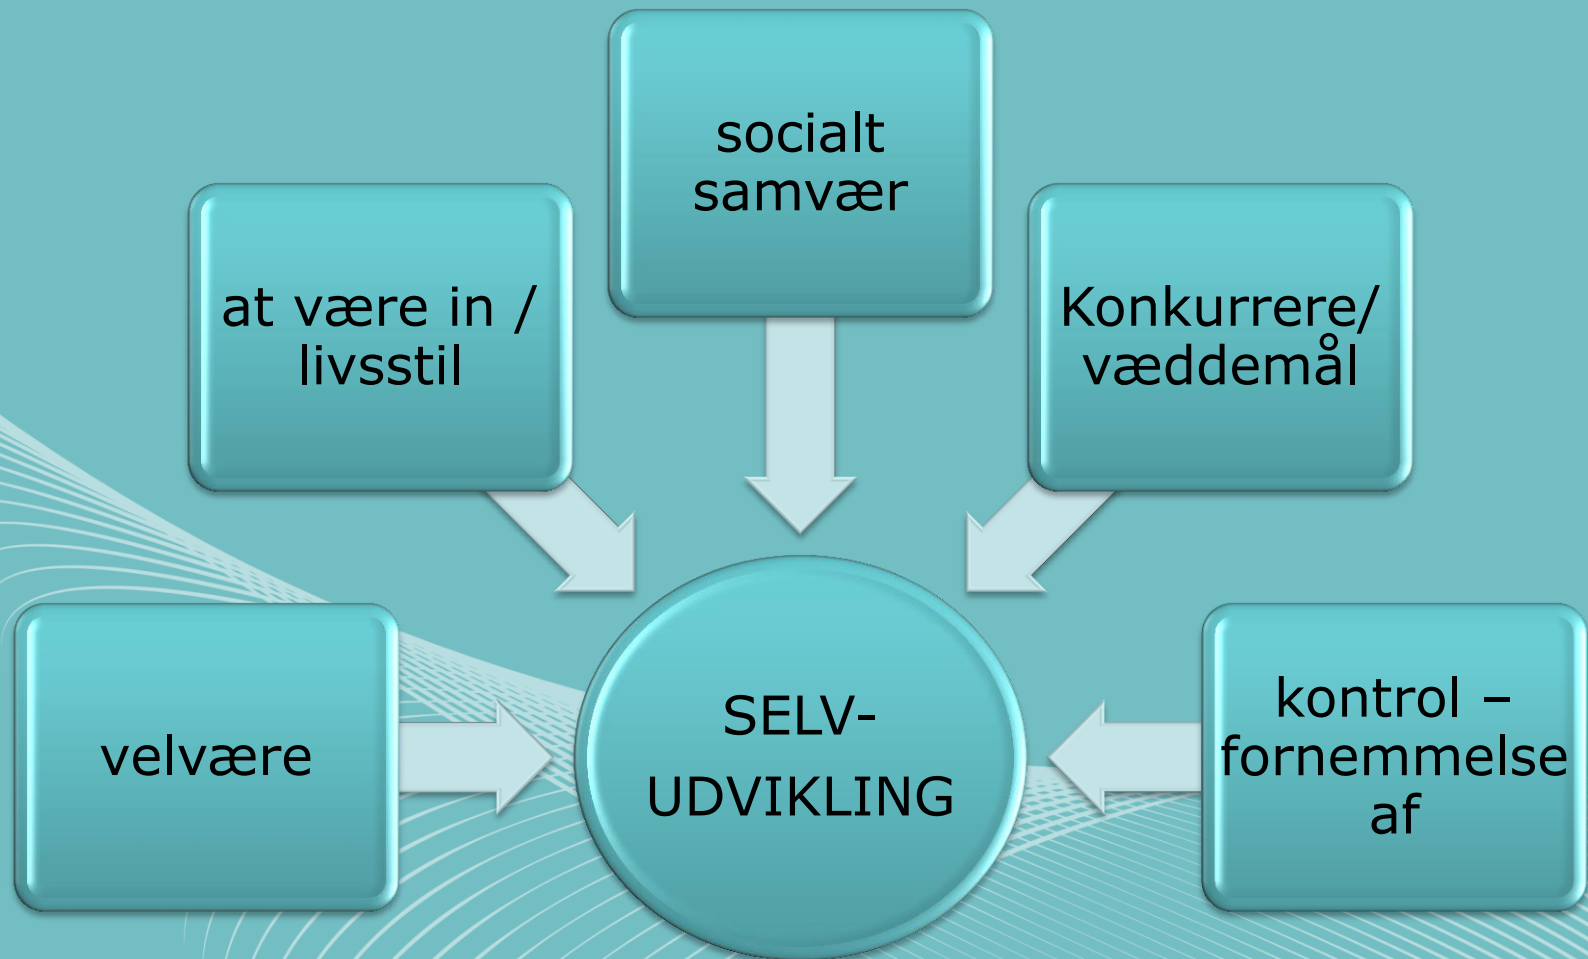 socialt
samvær
at være in /
livsstil
Konkurrere/
væddemål
velvære
SELV-
UDVIKLING
kontrol –
fornemmelse
af